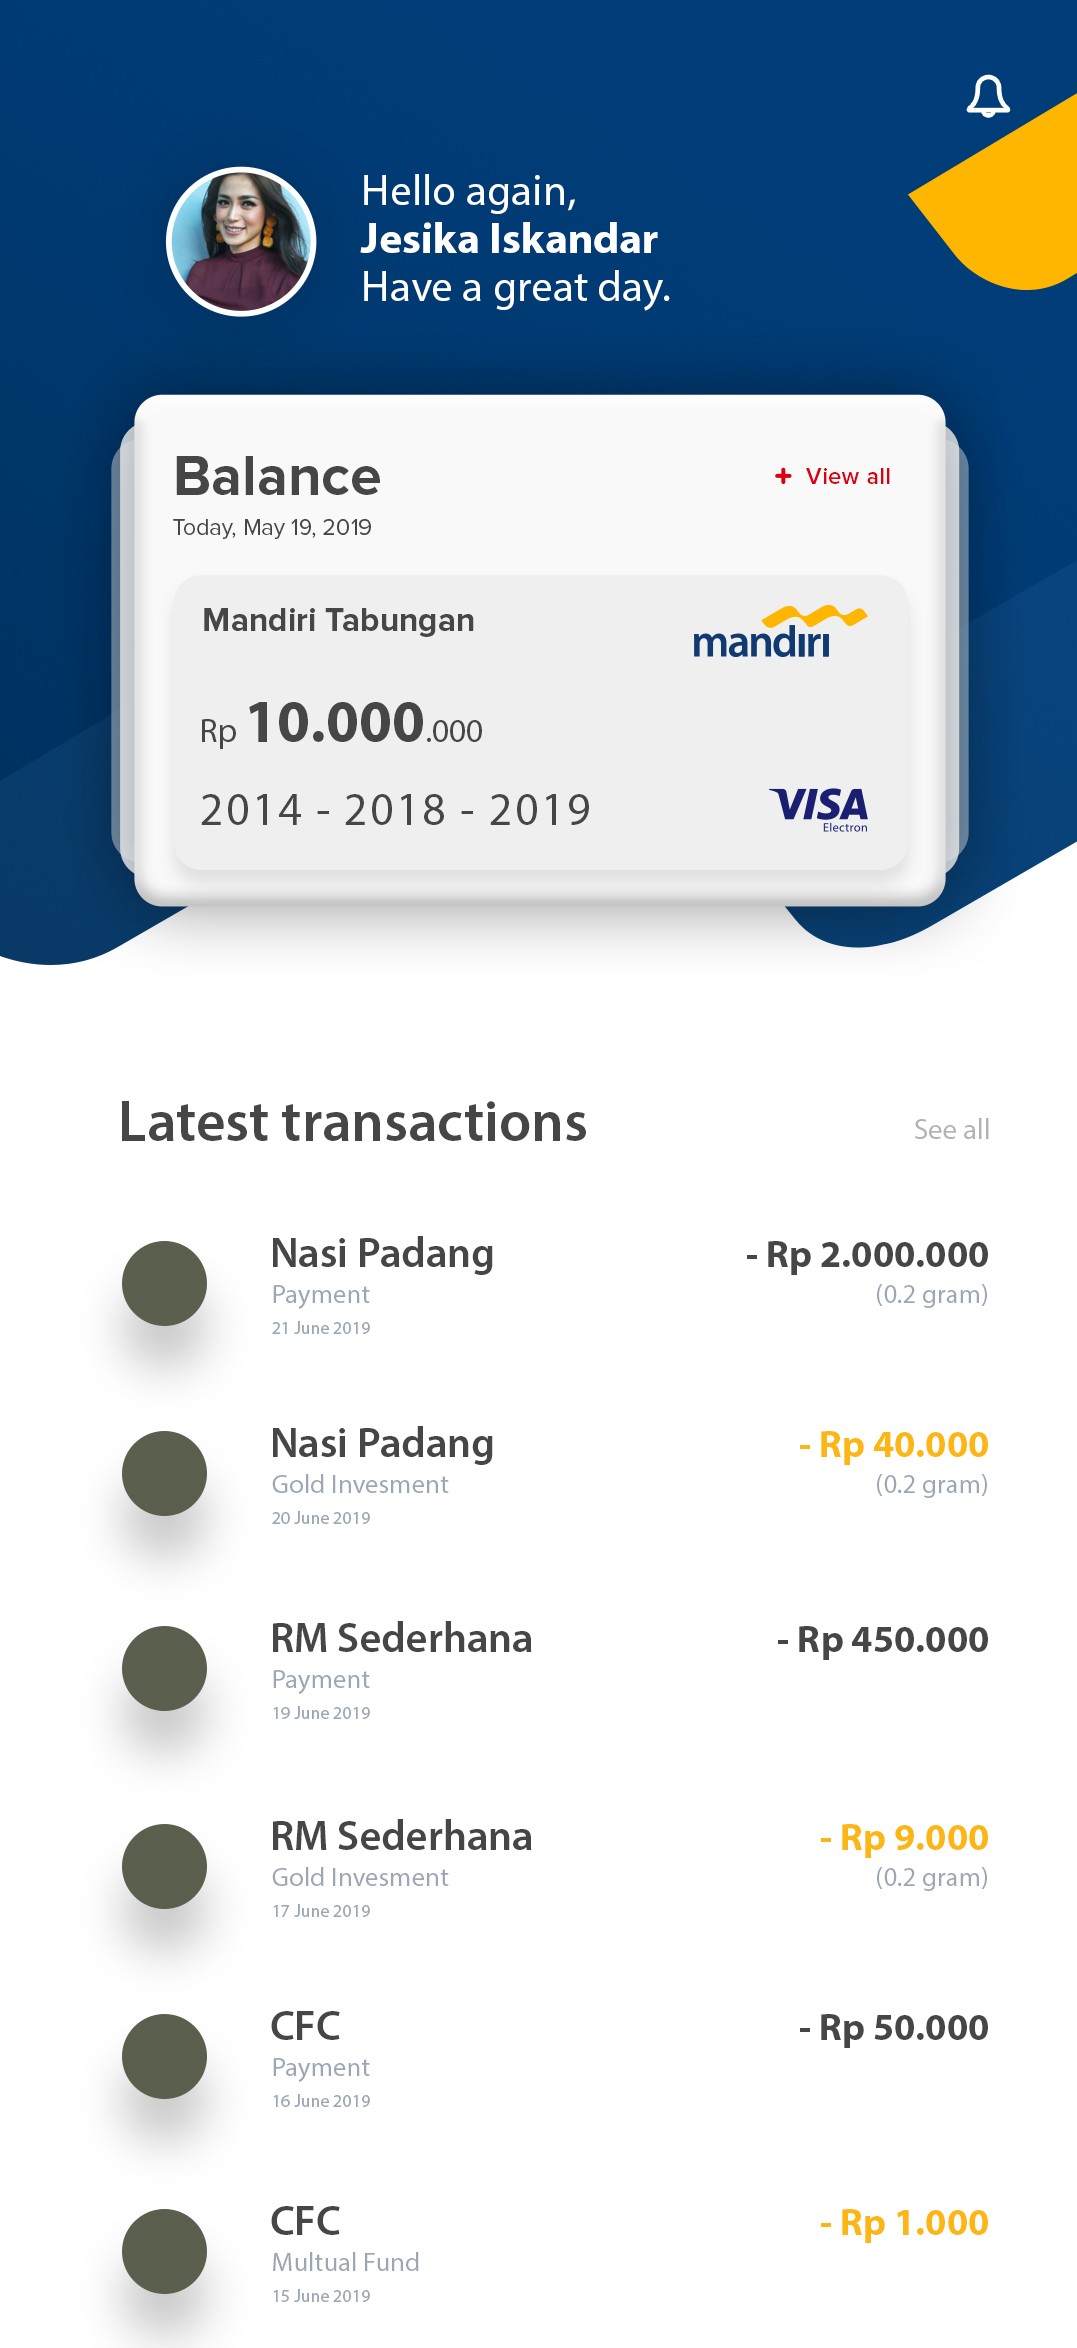 Hello again,
Jesika Iskandar
Have a great day.
Balance
+ View all
Today, May 19, 2019
Mandiri Tabungan
mandırı
Rp 10.000.000
2014 - 2018 - 2019
VISA
Electron
Latest transactions
See all
Nasi Padang
- Rp 2.000.000
Payment
(0.2 gram)
21 June 2019
Nasi Padang
- Rp 40.000
Gold Invesment
(0.2 gram)
20 June 2019
RM Sederhana
- Rp 450.000
Payment
19 June 2019
RM Sederhana
- Rp 9.000
Gold Invesment
(0.2 gram)
17 June 2019
CFC
- Rp 50.000
Payment
16 June 2019
CFC
- Rp 1.000
Multual Fund
15 June 2019